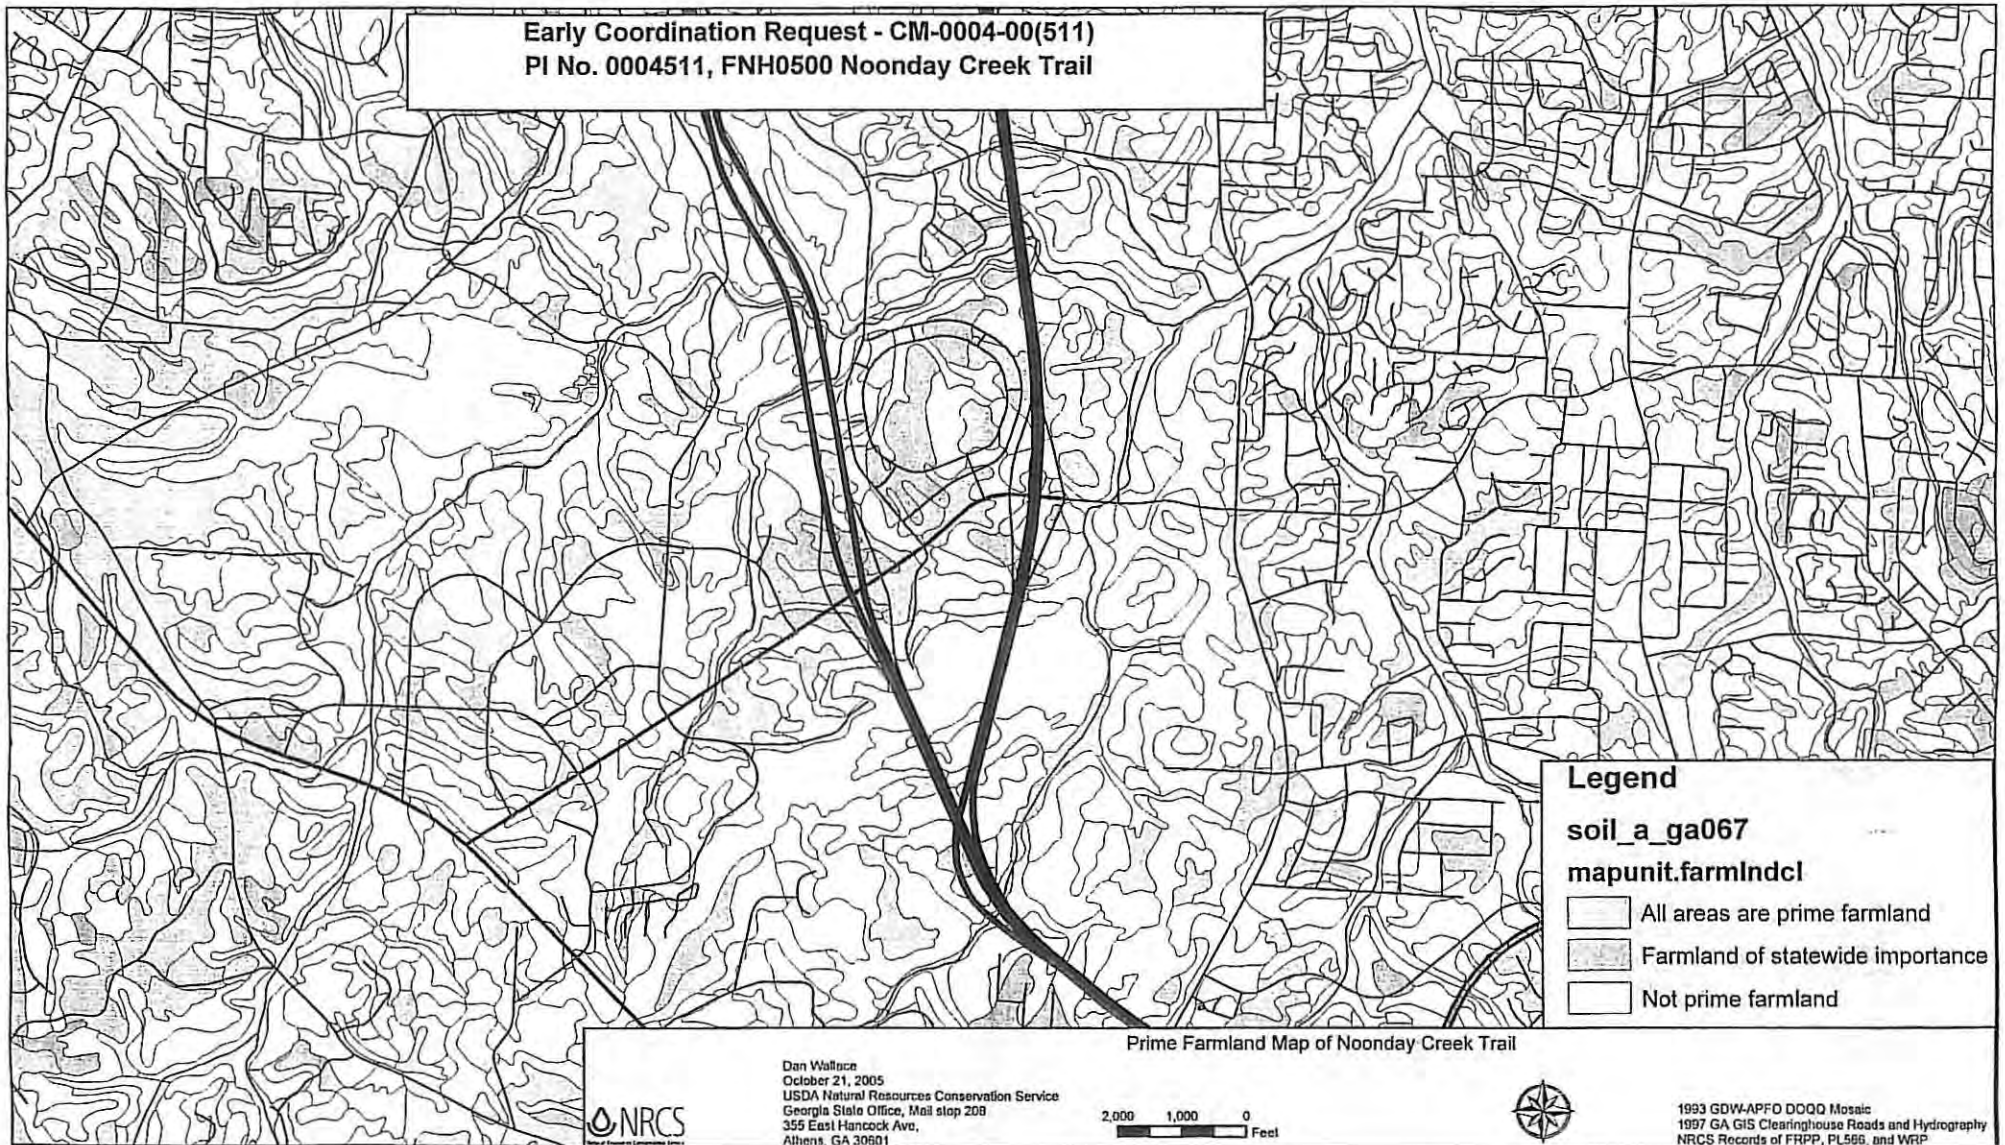 Early Coordination Request - CM-0004-00(511)
PI No. 0004511, FNH0500 Noonday Creek Trail
Legend
soil_a_ga067
mapunit.farmlndcl
All areas are prime farmland
Farmland of statewide importance
Not prime farmland
Prime Farmland Map of Noonday Creek Trail
NRCS
Dan Wallace
October 21, 2005
USDA Natural Resources Conservation Service
Georgia State Office, Mail stop 208
355 East Hancock Ave,
Athens, GA 30601
2,000 1,000 0
Feet
1993 GDW-APFO DOQQ Mosaic
1997 GA GIS Clearinghouse Roads and Hydrography
NRCS Records of FRPP, PL566, and WRP